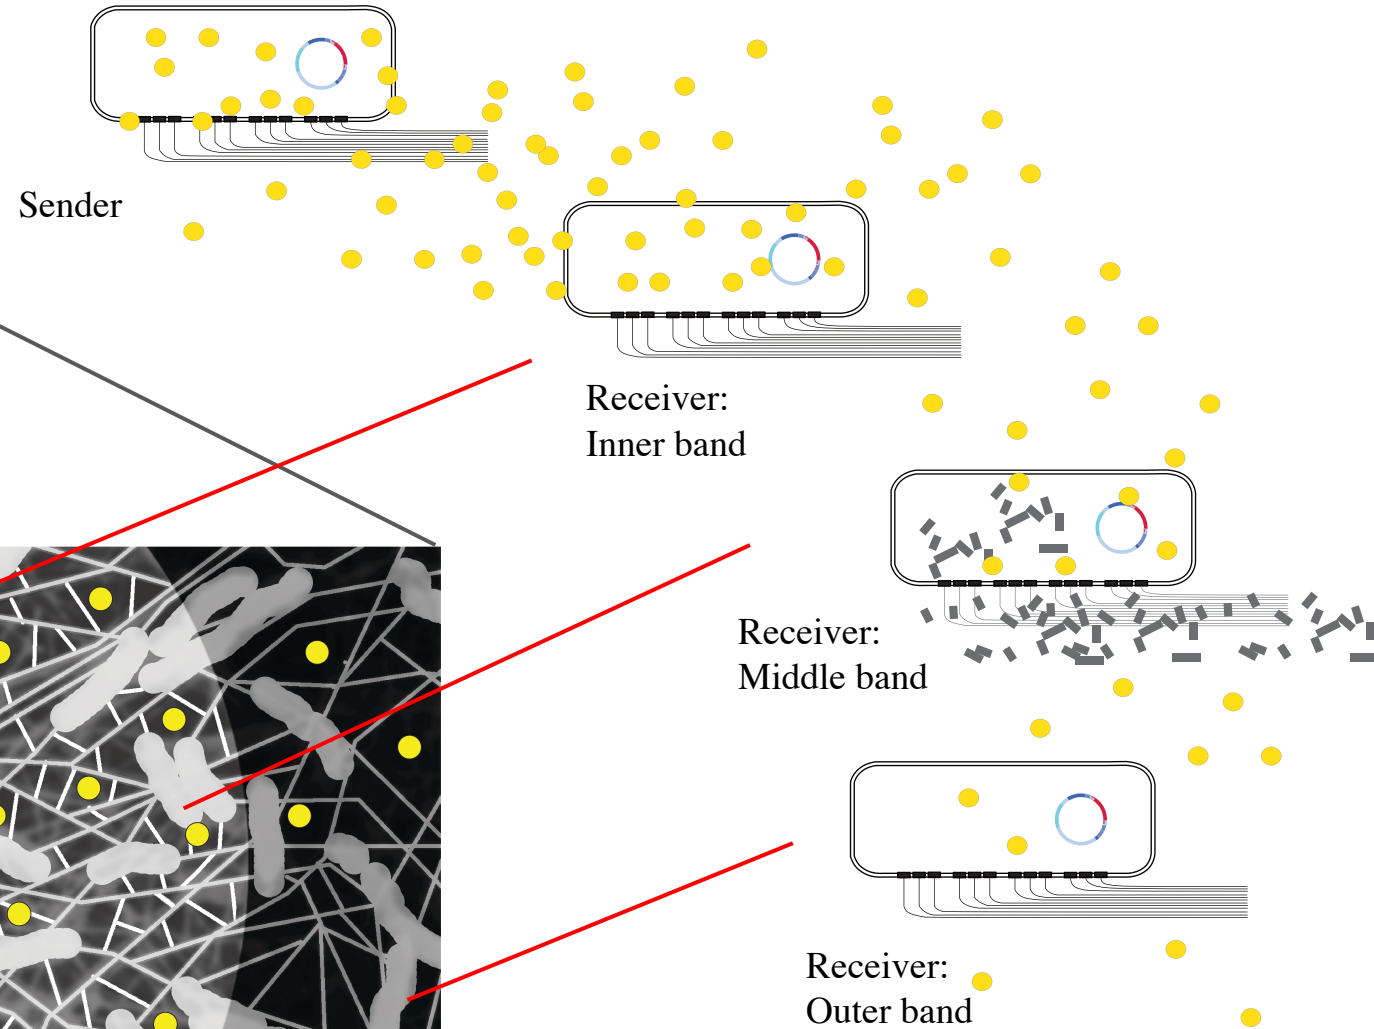 Sender
Receiver:
Inner band
Receiver:
Middle band
Receiver:
Outer band